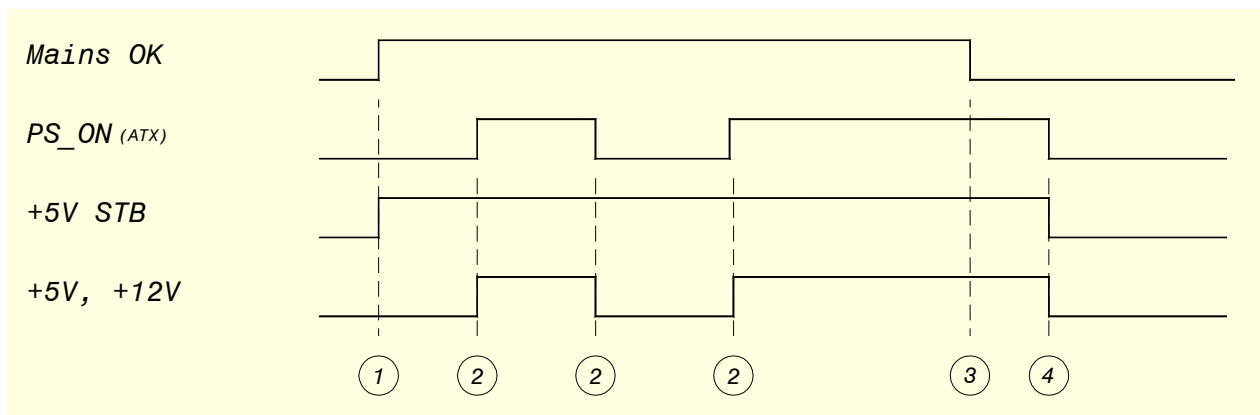 Mains OK
PS_ON (ATX)
+5V STB
+5V, +12V
1 2 2 2 3 4